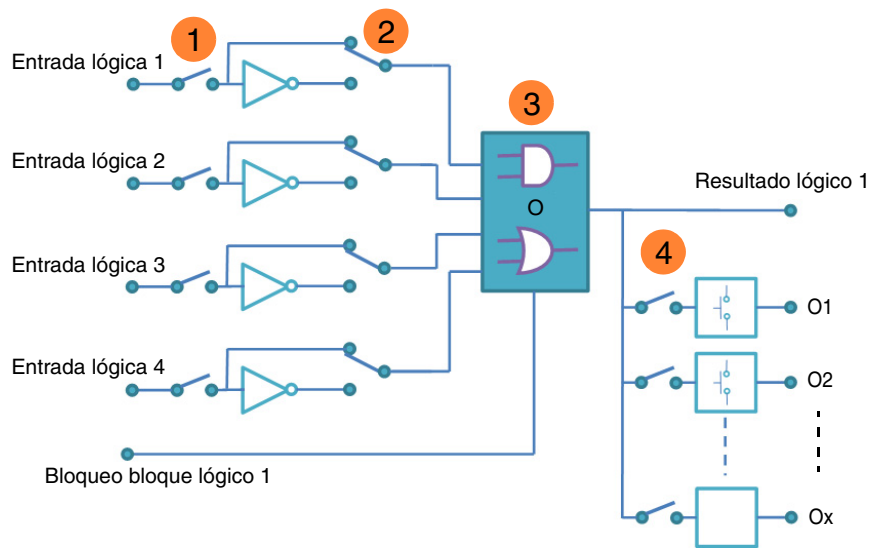 1
2
Entrada lógica 1
3
Entrada lógica 2
Resultado lógico 1
O
Entrada lógica 3
4
O1
Entrada lógica 4
O2
Bloqueo bloque lógico 1
Ox